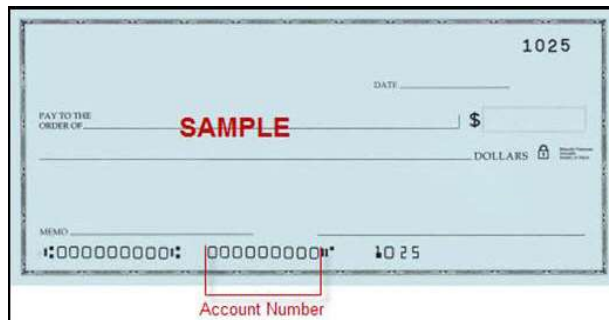 1025
DATE
PAY TO THE
ORDER OF
SAMPLE
$
DOLLARS
MEMO
⑆000000000⑆ 000000000⑈ 1025
Account Number